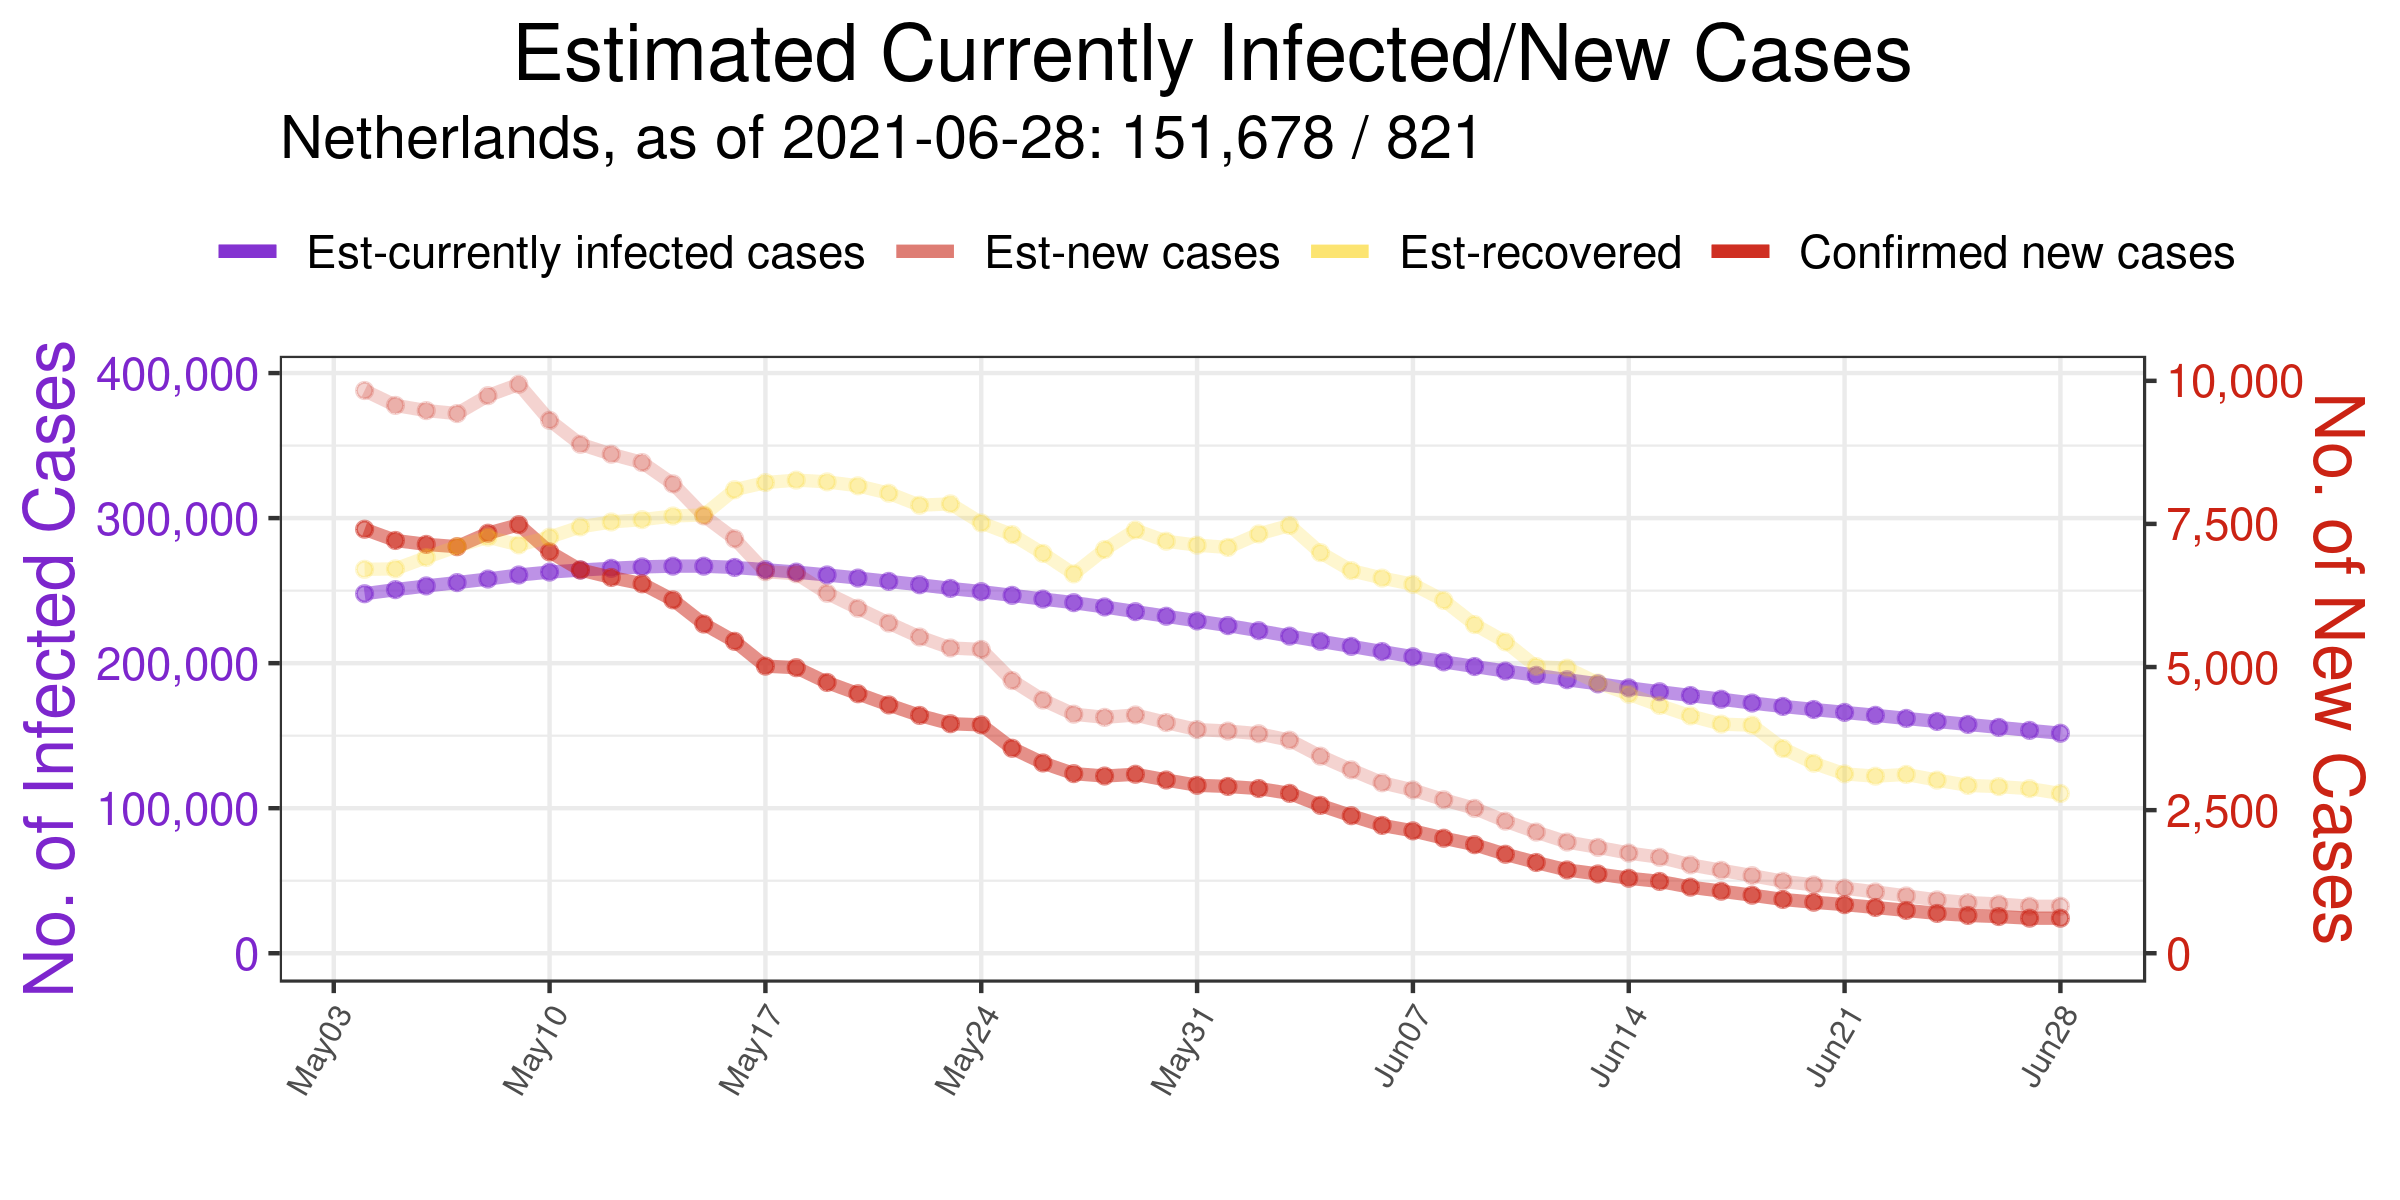 Estimated Currently Infected/New Cases
Netherlands, as of 2021-06-28: 151,678 / 821
Est-currently infected cases Est-new cases Est-recovered Confirmed new cases
No. of Infected Cases
400,000
300,000
200,000
100,000
0
10,000
7,500
5,000
2,500
0
No. of New Cases
May03 May10 May17 May24 May31 Jun07 Jun14 Jun21 Jun28